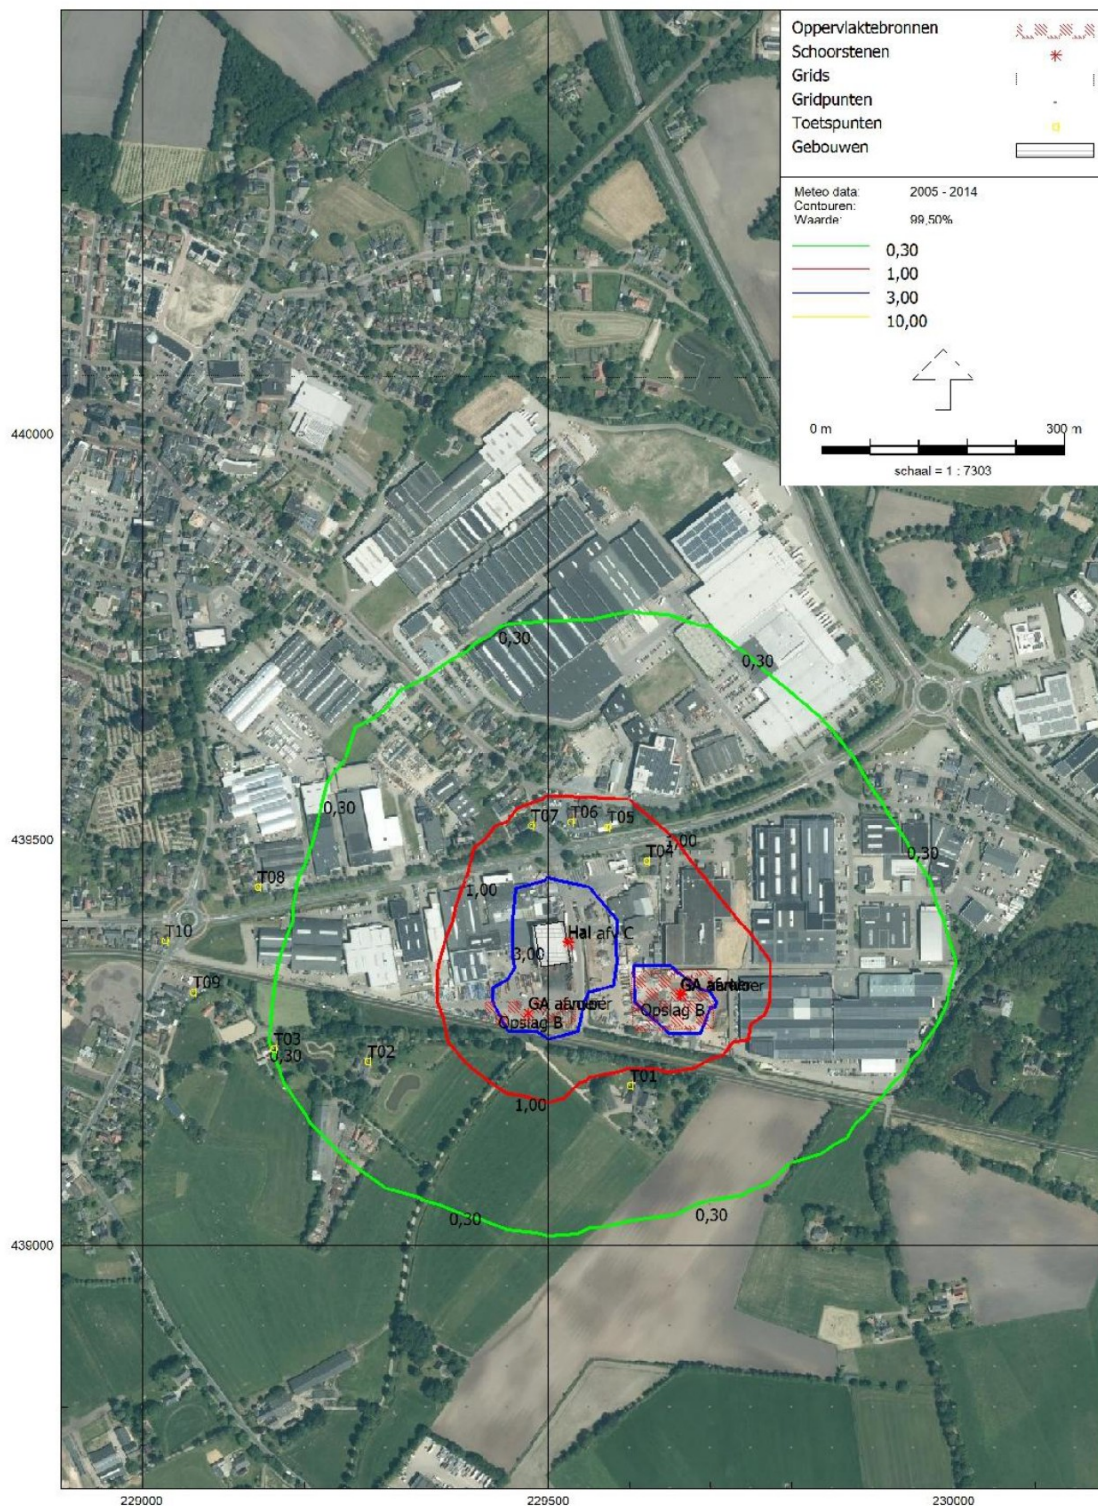 Oppervlaktebronnen
Schoorstenen
Grids
Gridpunten
Toetspunten
Gebouwen
Meteo data: 2005 - 2014
Contouren:
Waarde: 99,50%
0,30
1,00
3,00
10,00
0 m 300 m
schaal = 1 : 7303
440000
0,30
0,30
0,30
T07
T06
T05
439500
1,00
T04
0,30
T08
1,00
T10
Hal afv C
3,00
T09
GA
GA
Opslag B
Opslag B
T03
0,30
T02
T01
1,00
0,30
0,30
439000
229000
229500
230000